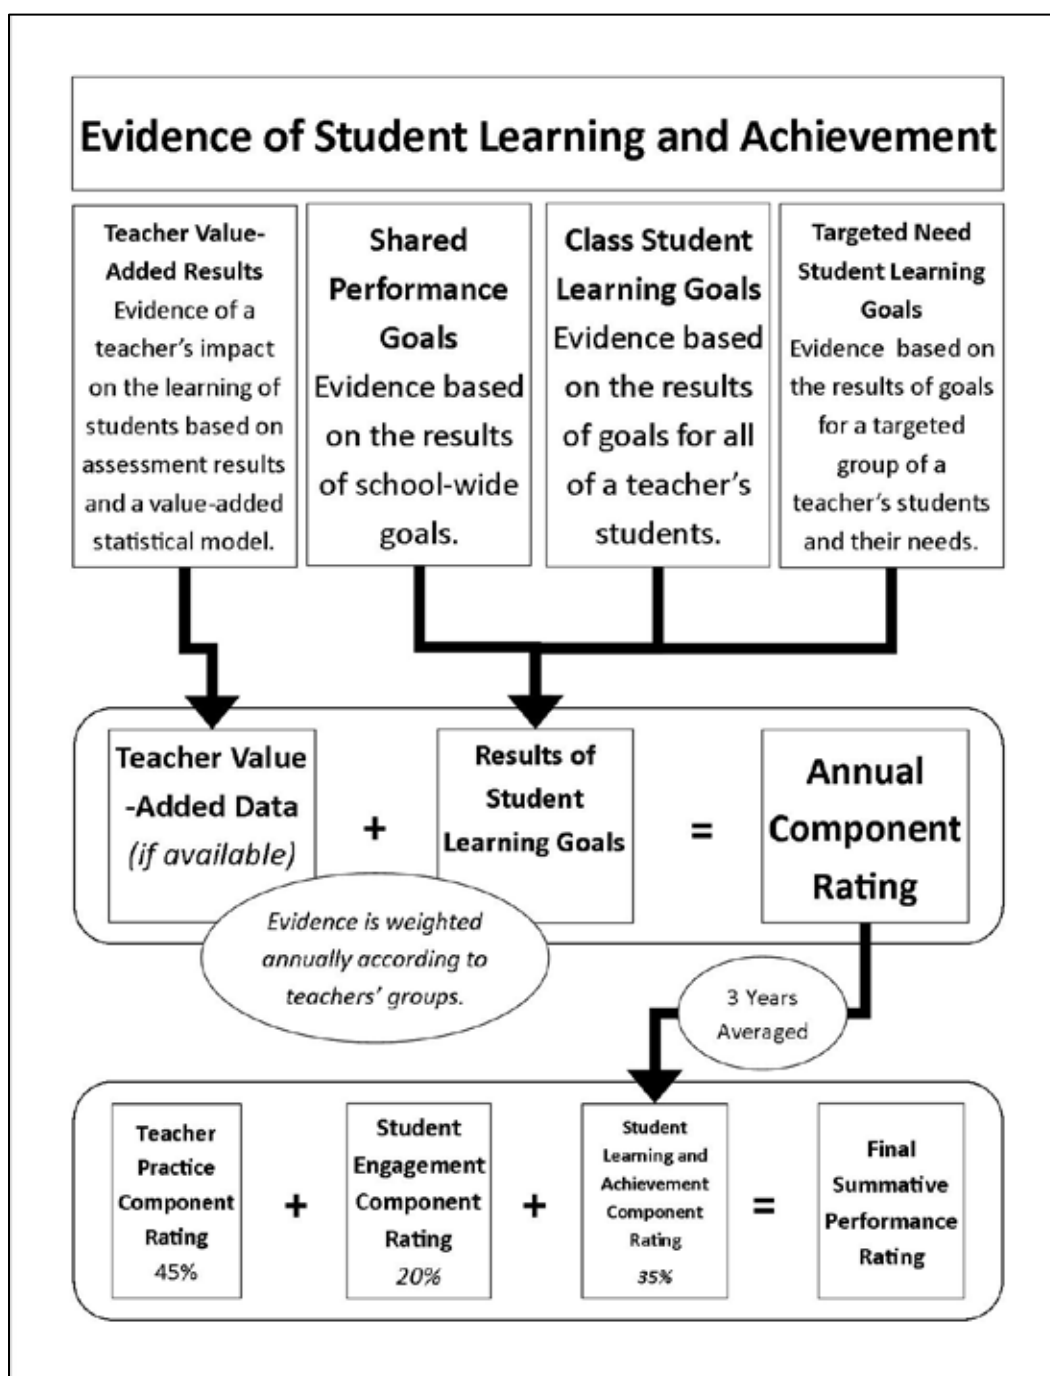 Evidence of Student Learning and Achievement
Teacher Value-
Added Results
Evidence of a
teacher's impact
on the learning of
students based on
assessment results
and a value-added
statistical model.
Shared
Performance
Goals
Evidence based
on the results
of school-wide
goals.
Class Student
Learning Goals
Evidence based
on the results
of goals for all
of a teacher's
students.
Targeted Need
Student Learning
Goals
Evidence based on
the results of goals
for a targeted
group of a
teacher's students
and their needs.
Teacher Value
-Added Data
(if available)
+
Results of
Student
Learning Goals
=
Annual
Component
Rating
Evidence is weighted
annually according to
teachers' groups.
3 Years
Averaged
Teacher
Practice
Component
Rating
45%
+
Student
Engagement
Component
Rating
20%
+
Student
Learning and
Achievement
Component
Rating
35%
=
Final
Summative
Performance
Rating